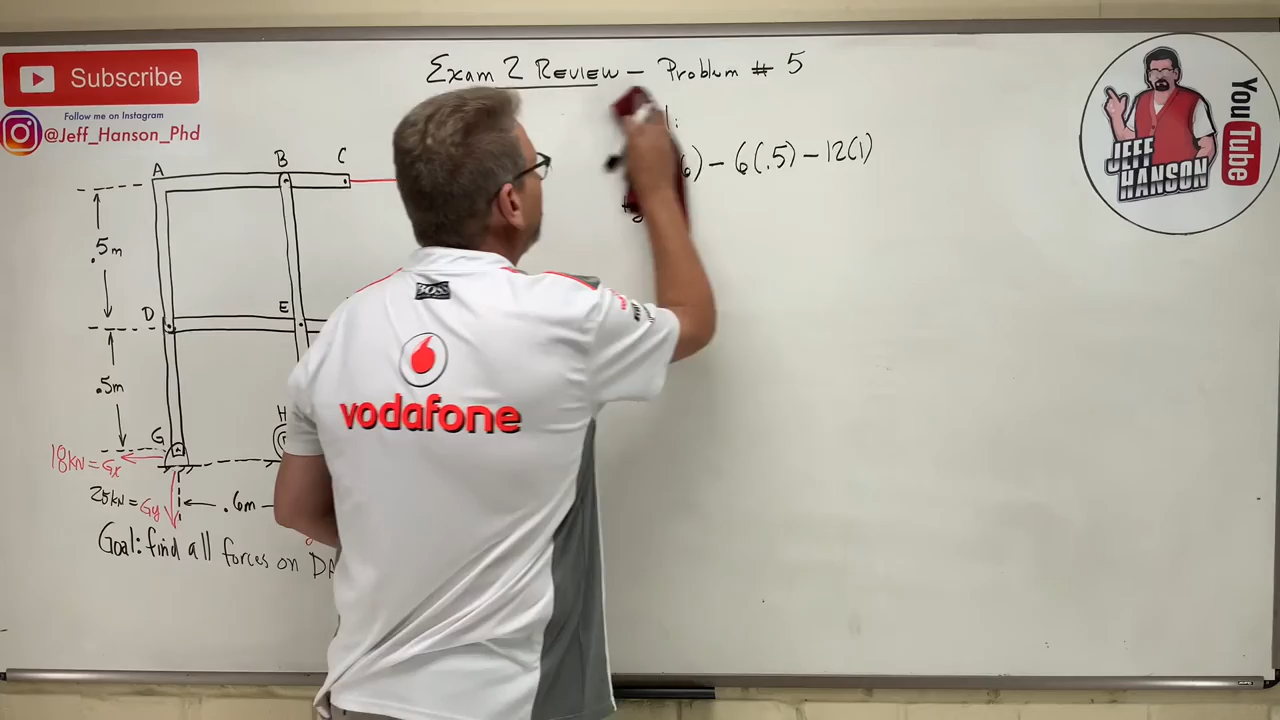 Subscribe
Follow me on Instagram
@Jeff_Hanson_Phd
Exam 2 REVIEW – Problem # 5
6) – 6(.5) – 12(1)
A
B
C
.5m
D
E
.5m
G
H
18KN = Gx
25KN = Gy
.6m
Goal: find all forces on
BOSS
vodafone
JEFF
HANSON
YouTube